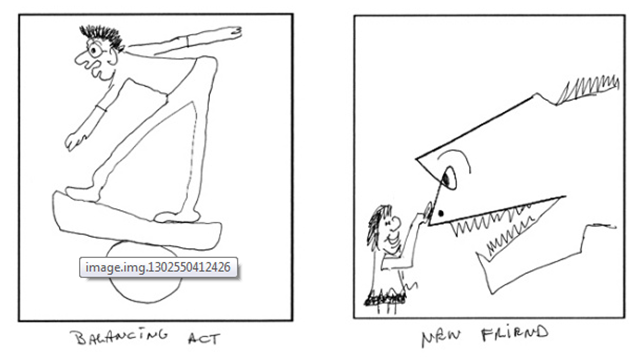 image.img.1302550412426
BALANCING ACT
NEW FRIEND